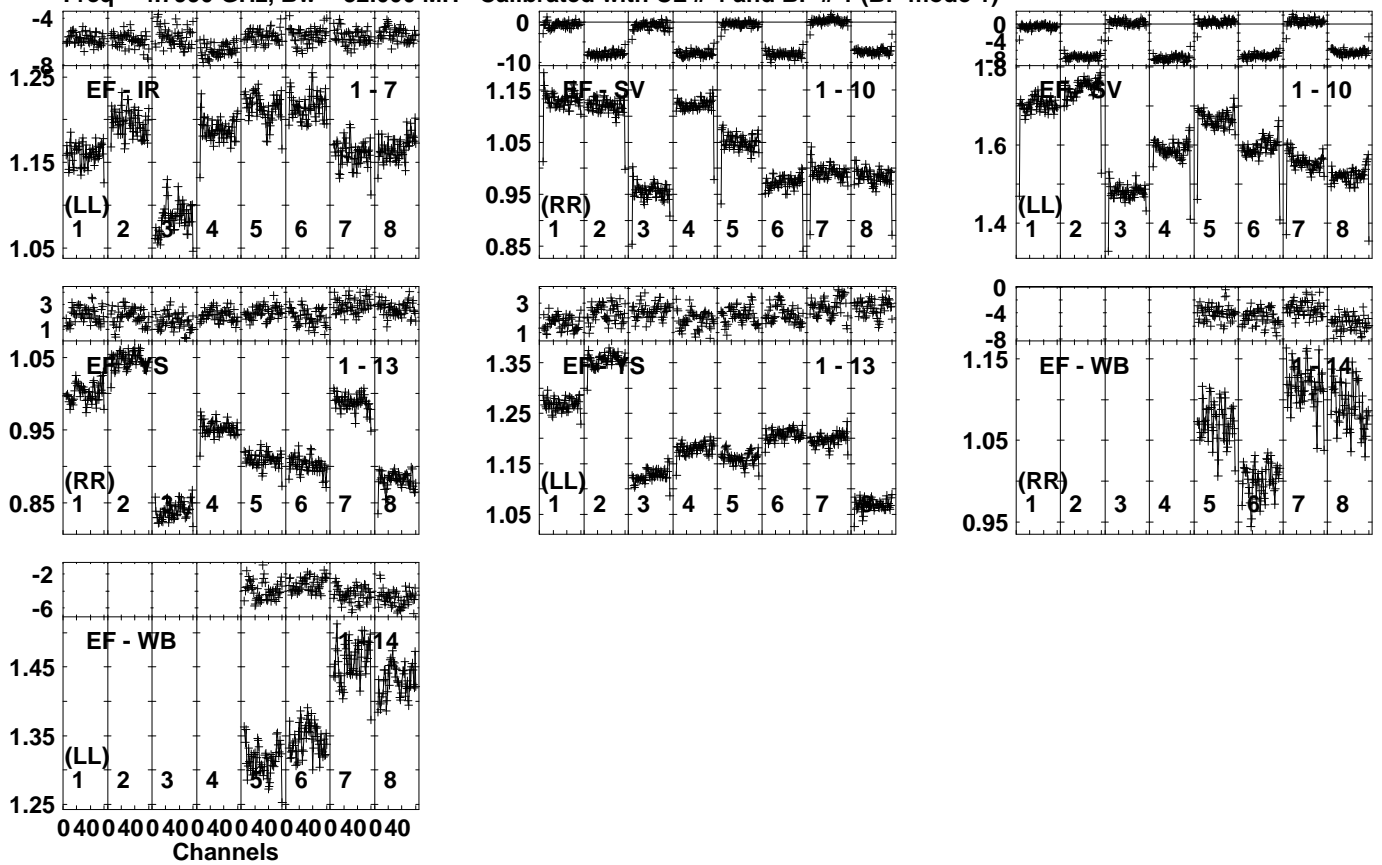 -4
-8
1.25
1.15
1.05
EF - IR
1 - 7
(LL)
1 2 3 4 5 6 7 8
0
-10
1.15
1.05
0.95
0.85
EF - SV
1 - 10
(RR)
1 2 3 4 5 6 7 8
0
-4
-8
1.8
1.6
1.4
EF - SV
1 - 10
(LL)
1 2 3 4 5 6 7 8
3
1
1.05
0.95
0.85
EF - YS
1 - 13
(RR)
1 2 3 4 5 6 7 8
3
1
1.35
1.25
1.15
1.05
EF - YS
1 - 13
(LL)
1 2 3 4 5 6 7 8
0
-4
-8
1.15
1.05
0.95
EF - WB
1 - 14
(RR)
1 2 3 4 5 6 7 8
-2
-6
1.45
1.35
1.25
EF - WB
1 - 14
(LL)
1 2 3 4 5 6 7 8
0 40 0 40 0 40 0 40 0 40 0 40 0 40 0 40
Channels